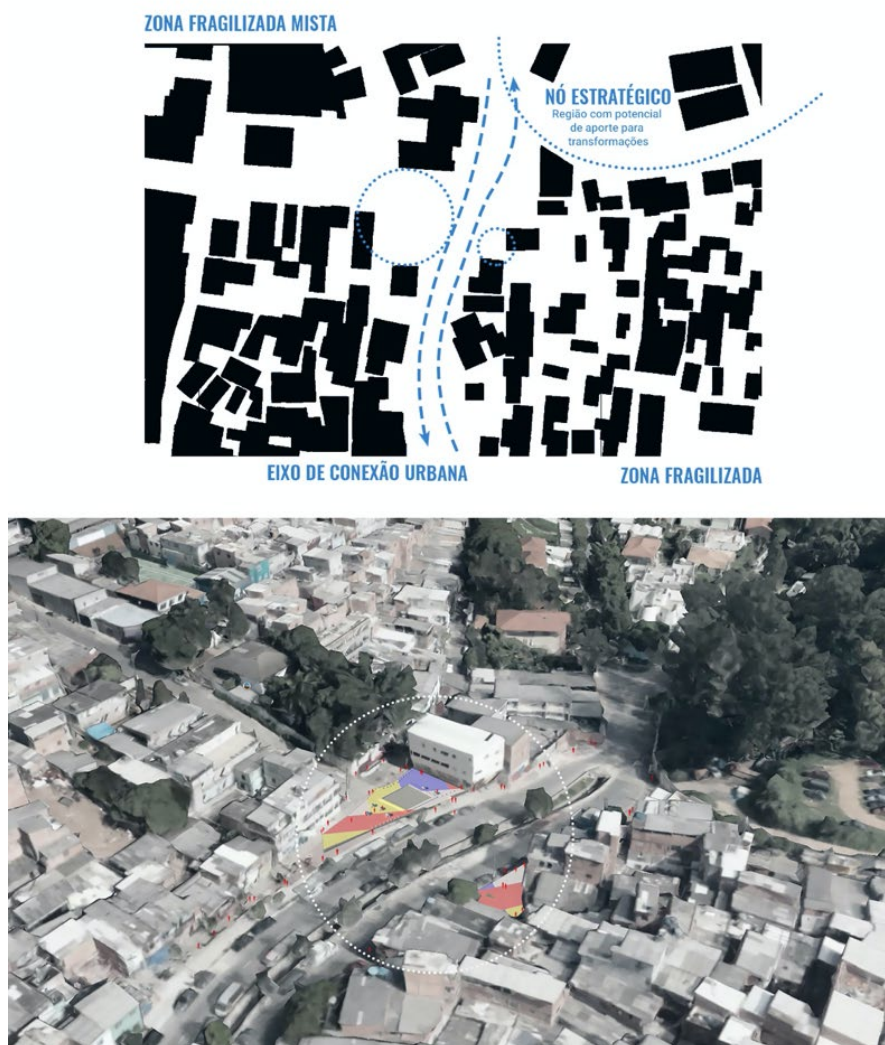 ZONA FRAGILIZADA MISTA
NÓ ESTRATÉGICO
Região com potencial
de aporte para
transformações
EIXO DE CONEXÃO URBANA
ZONA FRAGILIZADA